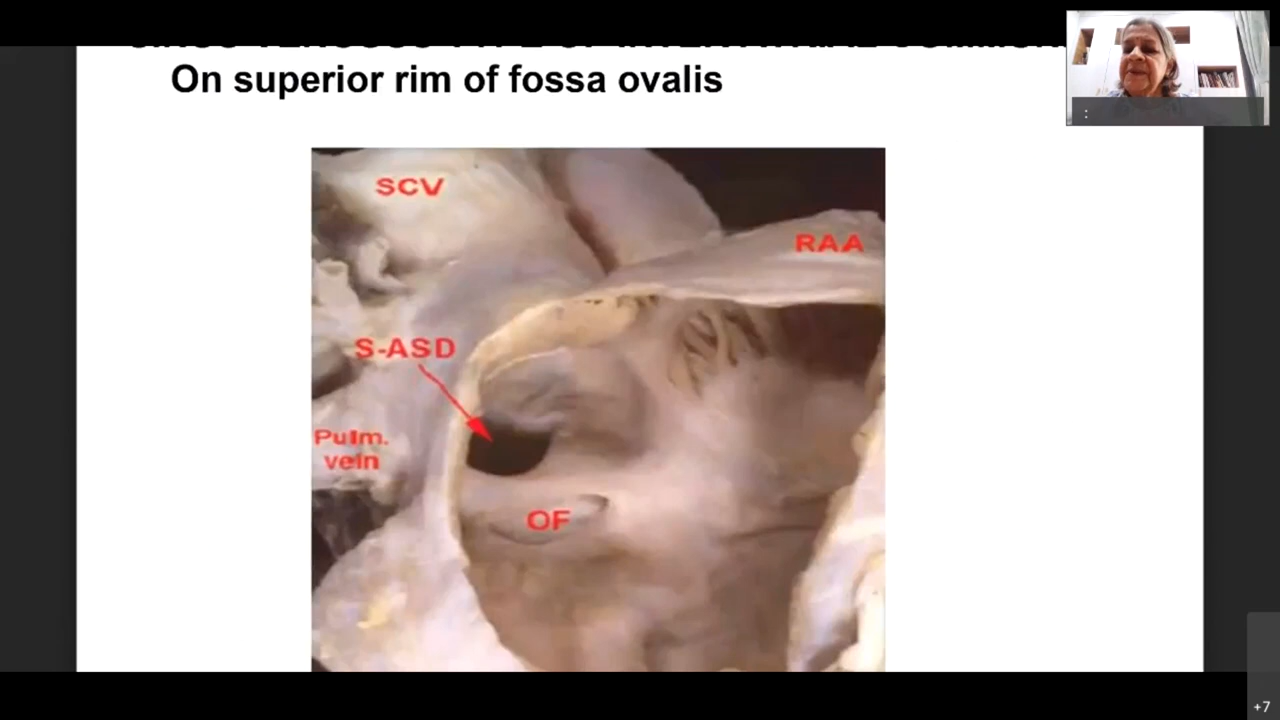 On superior rim of fossa ovalis
SCV
RAA
S-ASD
Pulm.
vein
OF
:
+7